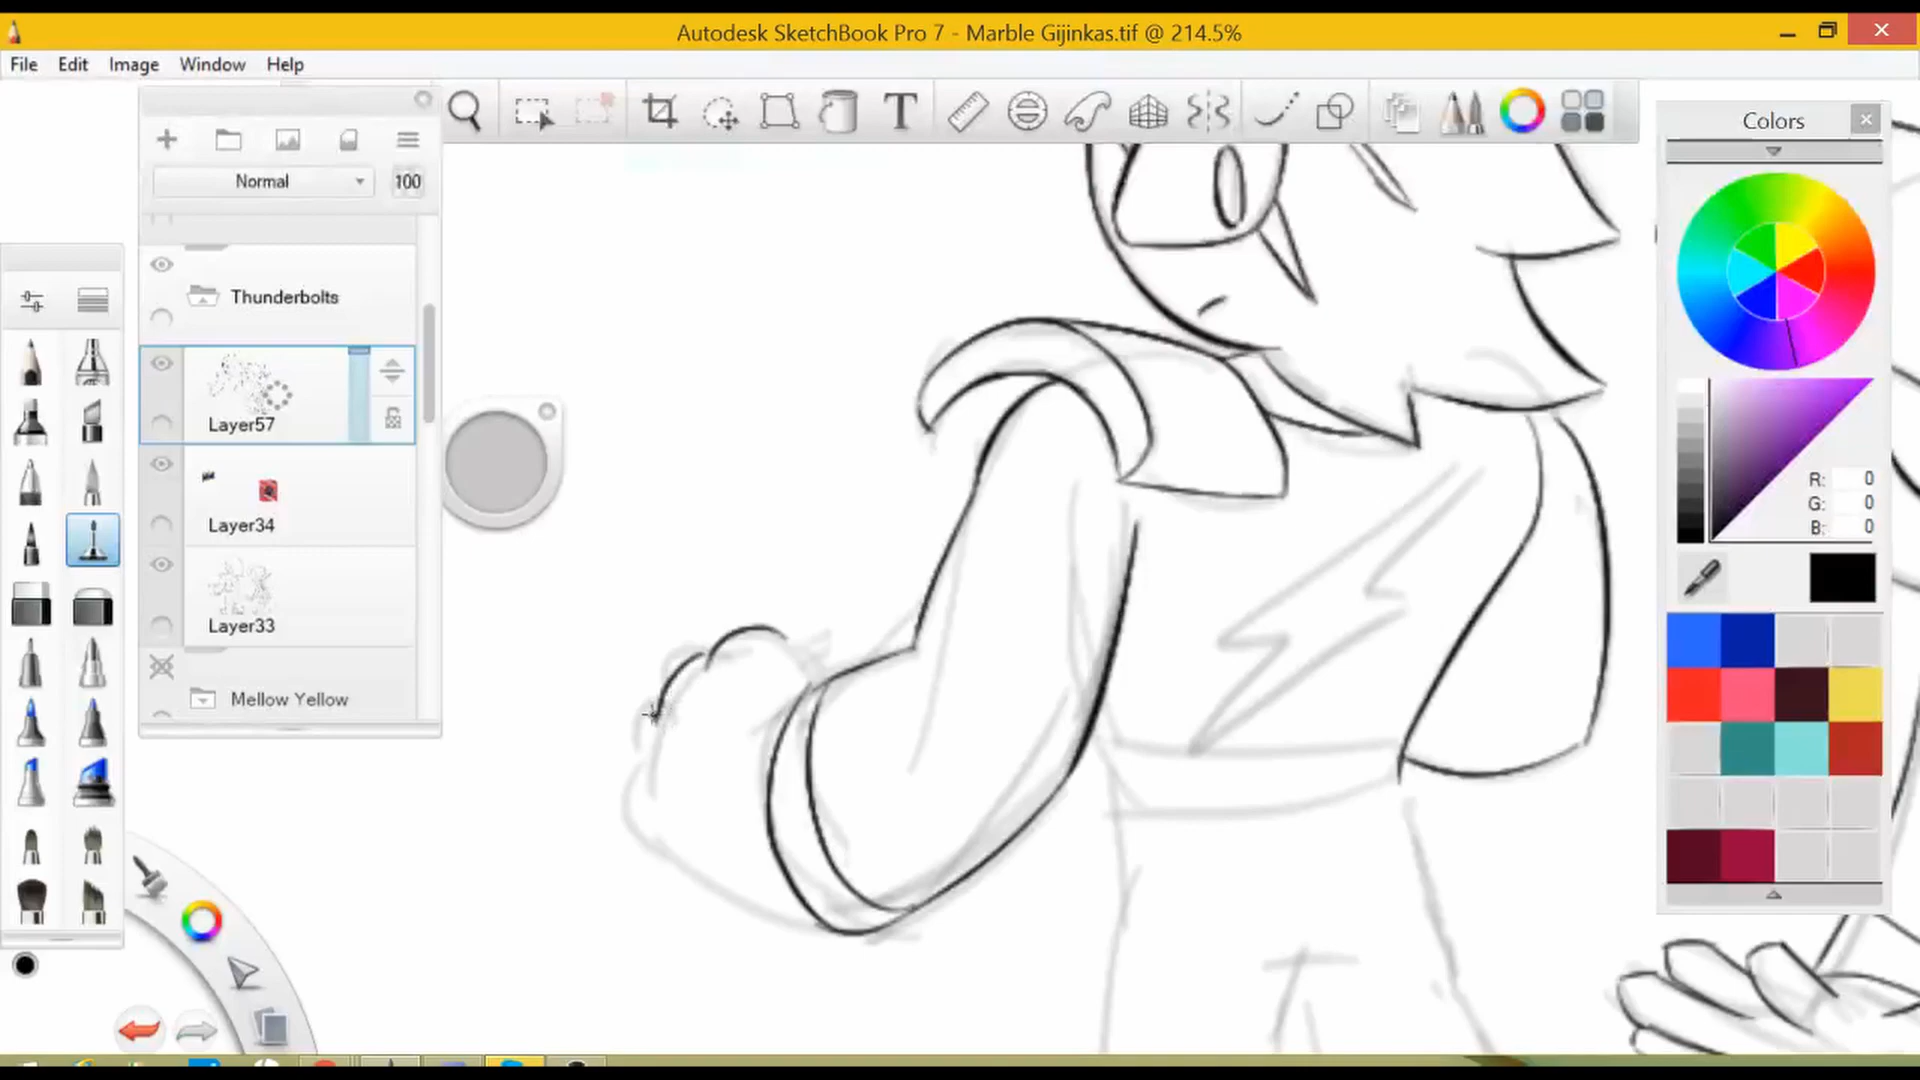 Autodesk SketchBook Pro 7 - Marble Gijinkas.tif @ 214.5%
File Edit Image Window Help
T
Colors
Normal 100
Thunderbolts
Layer57
Layer34
Layer33
Mellow Yellow
R: 0
G: 0
B: 0